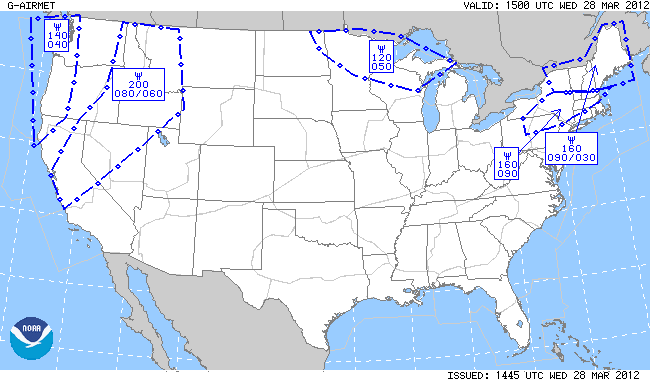 G-AIRMET
VALID: 1500 UTC WED 28 MAR 2012
140
040
200
080/060
120
050
160
090
160
090/030
NOAA
ISSUED: 1445 UTC WED 28 MAR 2012